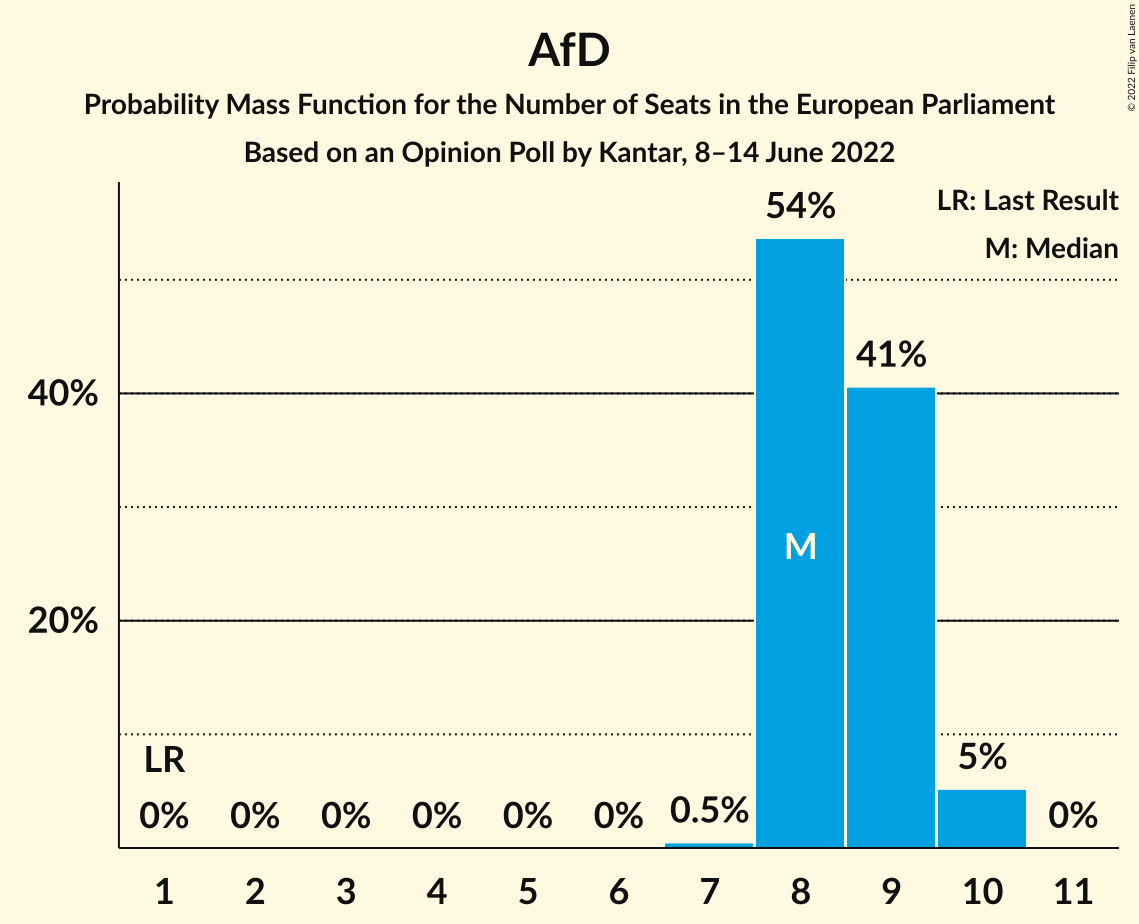 AfD
Probability Mass Function for the Number of Seats in the European Parliament
Based on an Opinion Poll by Kantar, 8–14 June 2022
© 2022 Filip van Laenen
LR: Last Result
M: Median
54%
41%
40%
M
20%
LR
0%
0%
0%
0%
0%
0%
0.5%
5%
0%
1 2 3 4 5 6 7 8 9 10 11